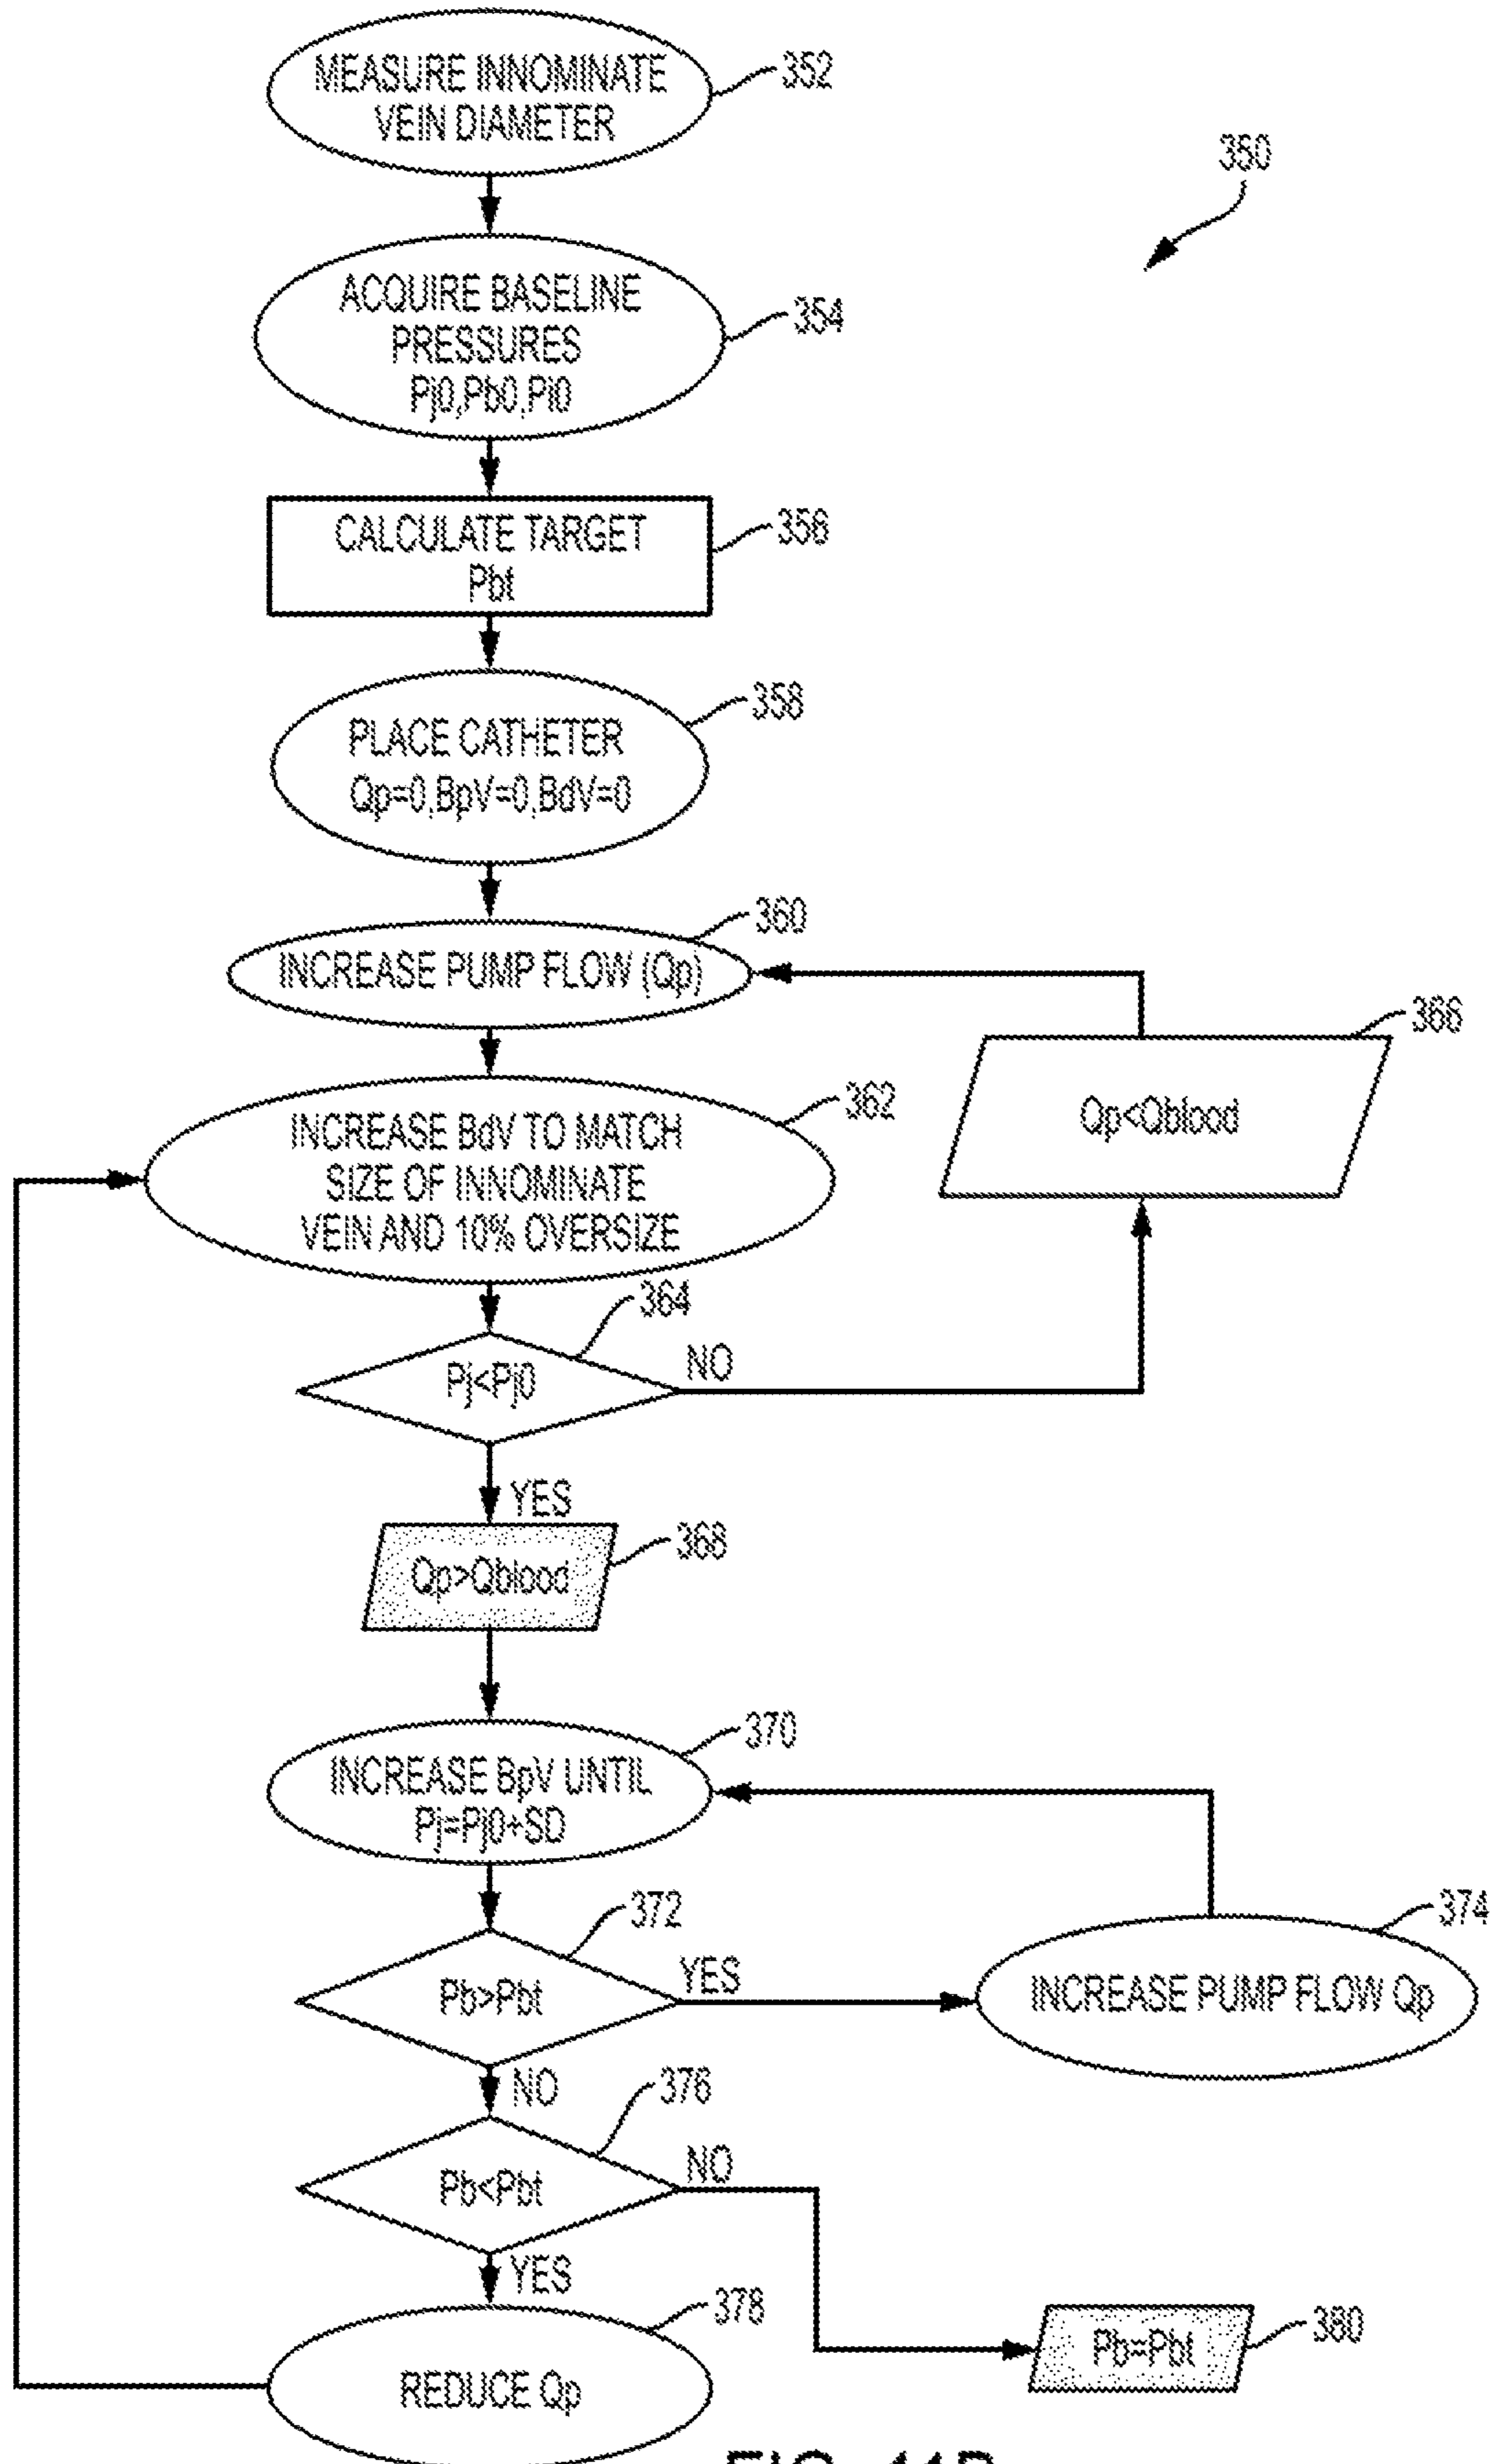 MEASURE INNOMINATE
VEIN DIAMETER
352
350
ACQUIRE BASELINE
PRESSURES
Pj0,Pb0,Pi0
354
CALCULATE TARGET
Pbt
356
PLACE CATHETER
Qp=0,BpV=0,BdV=0
358
INCREASE PUMP FLOW (Qp)
360
Qp<Qblood
366
INCREASE BdV TO MATCH
SIZE OF INNOMINATE
VEIN AND 10% OVERSIZE
362
Pj<Pj0
364
NO
YES
Qp>Qblood
368
INCREASE BpV UNTIL
Pj=Pj0+SD
370
Pb>Pbt
372
YES
INCREASE PUMP FLOW Qp
374
NO
Pb<Pbt
376
NO
YES
REDUCE Qp
378
Pb=Pbt
380